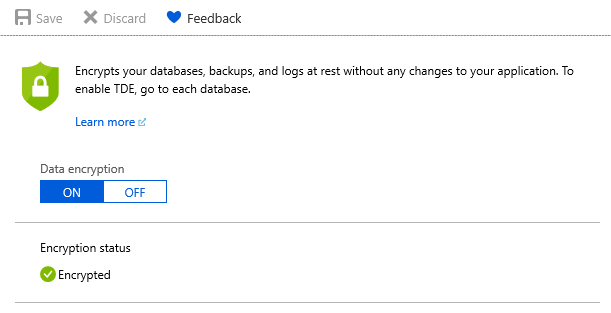 Save Discard Feedback
Encrypts your databases, backups, and logs at rest without any changes to your application. To
enable TDE, go to each database.
Learn more
Data encryption
ON OFF
Encryption status
Encrypted